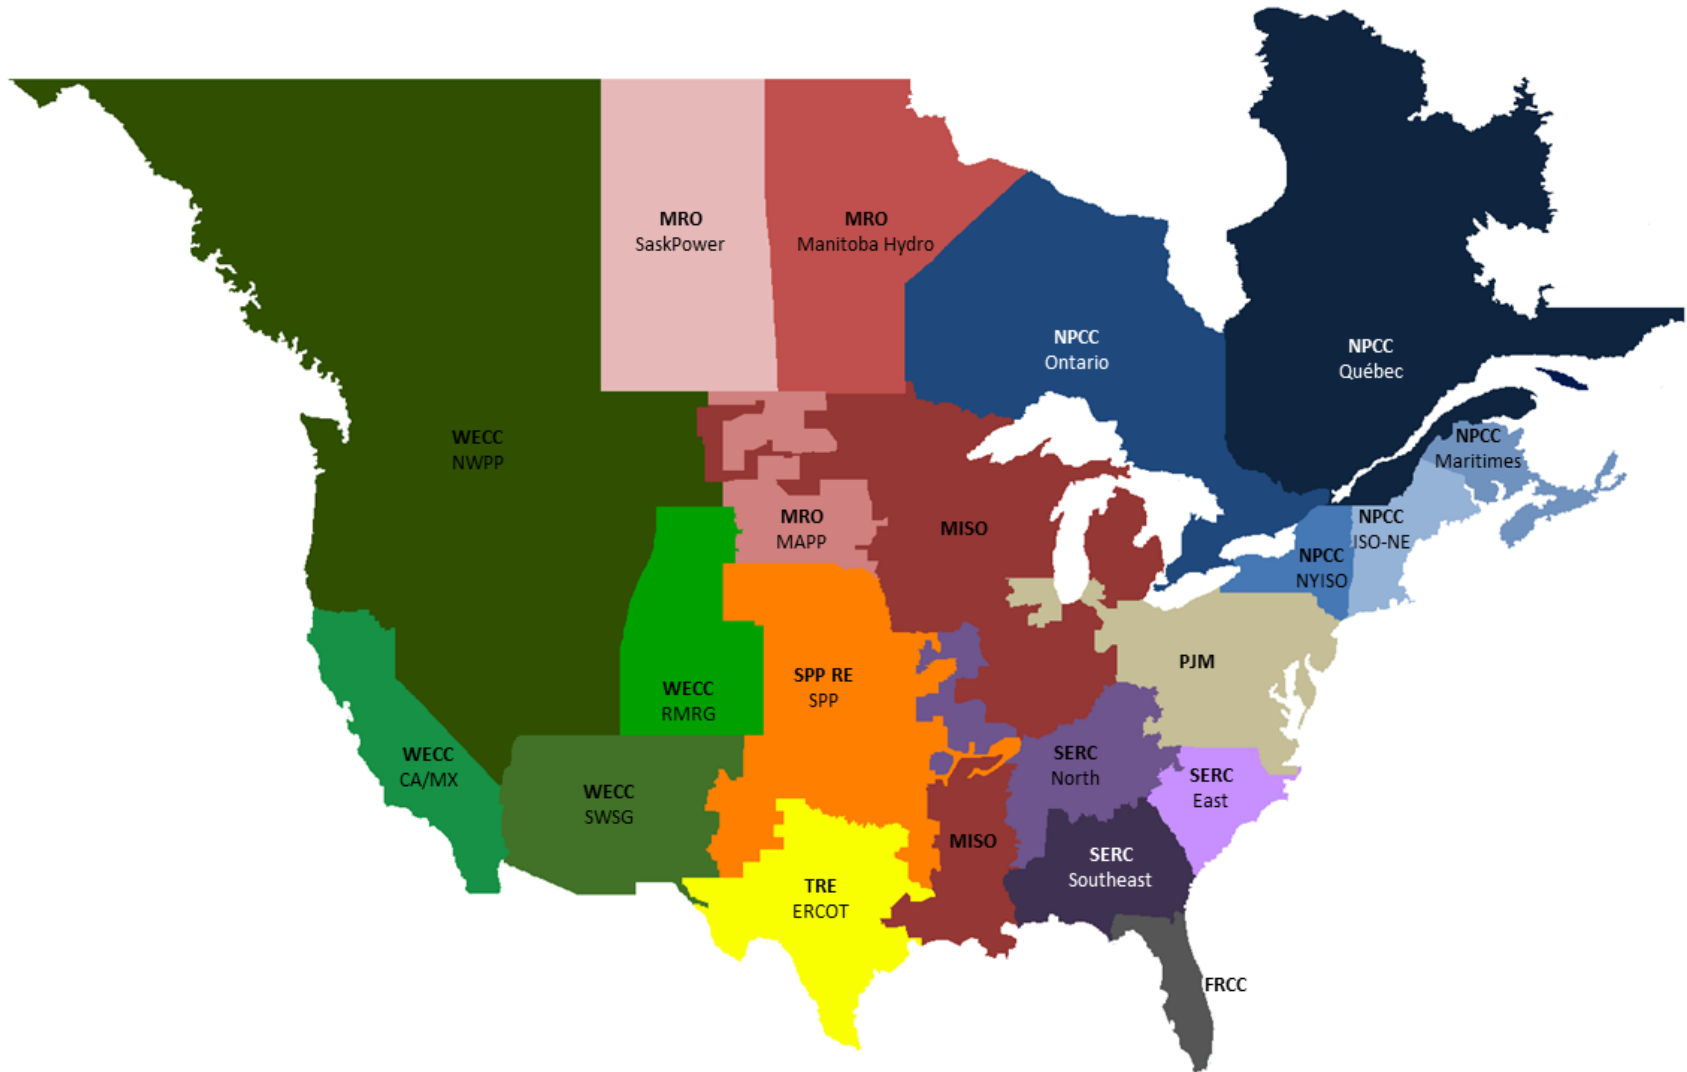 MRO
SaskPower
MRO
Manitoba Hydro
NPCC
Ontario
NPCC
Québec
WECC
NWPP
NPCC
Maritimes
MRO
MAPP
MISO
NPCC
ISO-NE
NPCC
NYISO
PJM
SPP RE
SPP
WECC
RMRG
WECC
CA/MX
SERC
North
SERC
East
WECC
SWSG
MISO
SERC
Southeast
TRE
ERCOT
FRCC